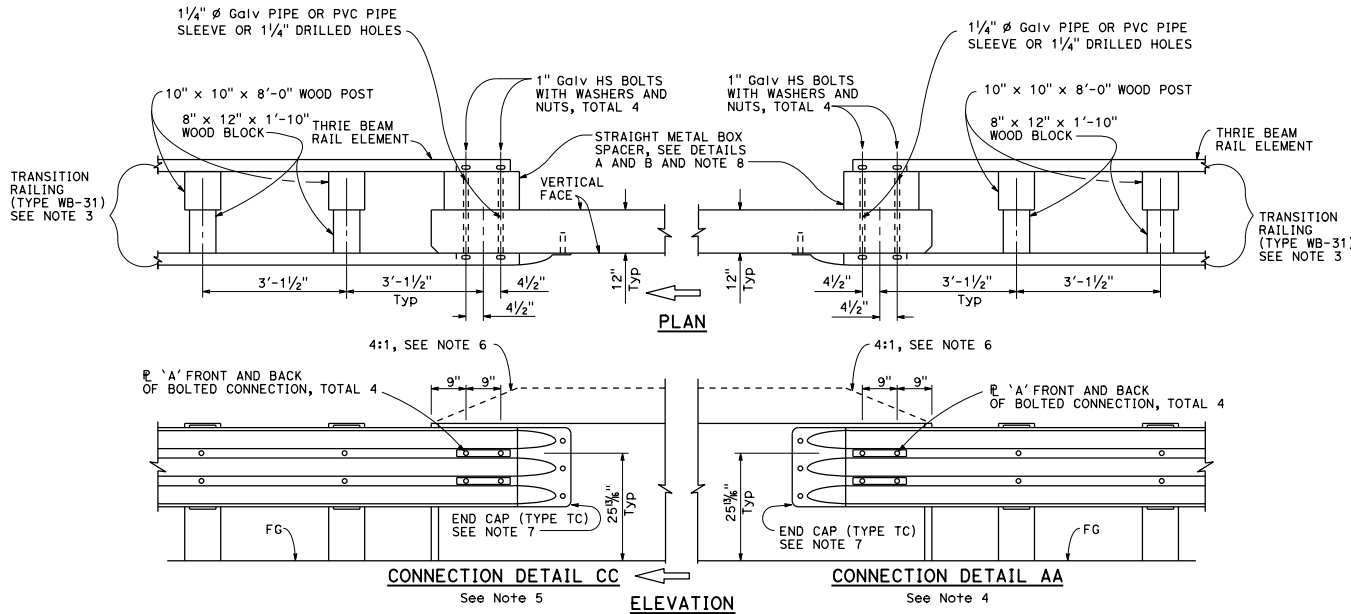 1¼" Ø Galv PIPE OR PVC PIPE
SLEEVE OR 1¼" DRILLED HOLES
10" x 10" x 8'-0" WOOD POST
8" x 12" x 1'-10"
WOOD BLOCK
THRIE BEAM
RAIL ELEMENT
1" Galv HS BOLTS
WITH WASHERS AND
NUTS, TOTAL 4
STRAIGHT METAL BOX
SPACER, SEE DETAILS
A AND B AND NOTE 8
VERTICAL
FACE
TRANSITION
RAILING
(TYPE WB-31)
SEE NOTE 3
3'-1½"
3'-1½"
Typ
4½"
4½"
12"
Typ
1" Galv HS BOLTS
WITH WASHERS AND
NUTS, TOTAL 4
1¼" Ø Galv PIPE OR PVC PIPE
SLEEVE OR 1¼" DRILLED HOLES
10" x 10" x 8'-0" WOOD POST
8" x 12" x 1'-10"
WOOD BLOCK
THRIE BEAM
RAIL ELEMENT
TRANSITION
RAILING
(TYPE WB-31)
SEE NOTE 3
12"
Typ
4½"
4½"
3'-1½"
Typ
3'-1½"
PLAN
4:1, SEE NOTE 6
9"
9"
℄ 'A' FRONT AND BACK
OF BOLTED CONNECTION, TOTAL 4
25 13/16"
Typ
END CAP (TYPE TC)
SEE NOTE 7
FG
CONNECTION DETAIL CC
See Note 5
4:1, SEE NOTE 6
9"
9"
℄ 'A' FRONT AND BACK
OF BOLTED CONNECTION, TOTAL 4
25 13/16"
Typ
END CAP (TYPE TC)
SEE NOTE 7
FG
CONNECTION DETAIL AA
See Note 4
ELEVATION